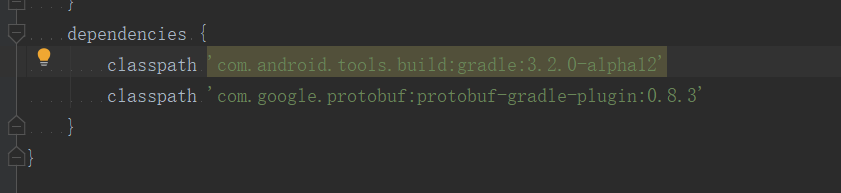 }
dependencies {
classpath 'com.android.tools.build:gradle:3.2.0-alpha12'
classpath 'com.google.protobuf:protobuf-gradle-plugin:0.8.3'
}
}